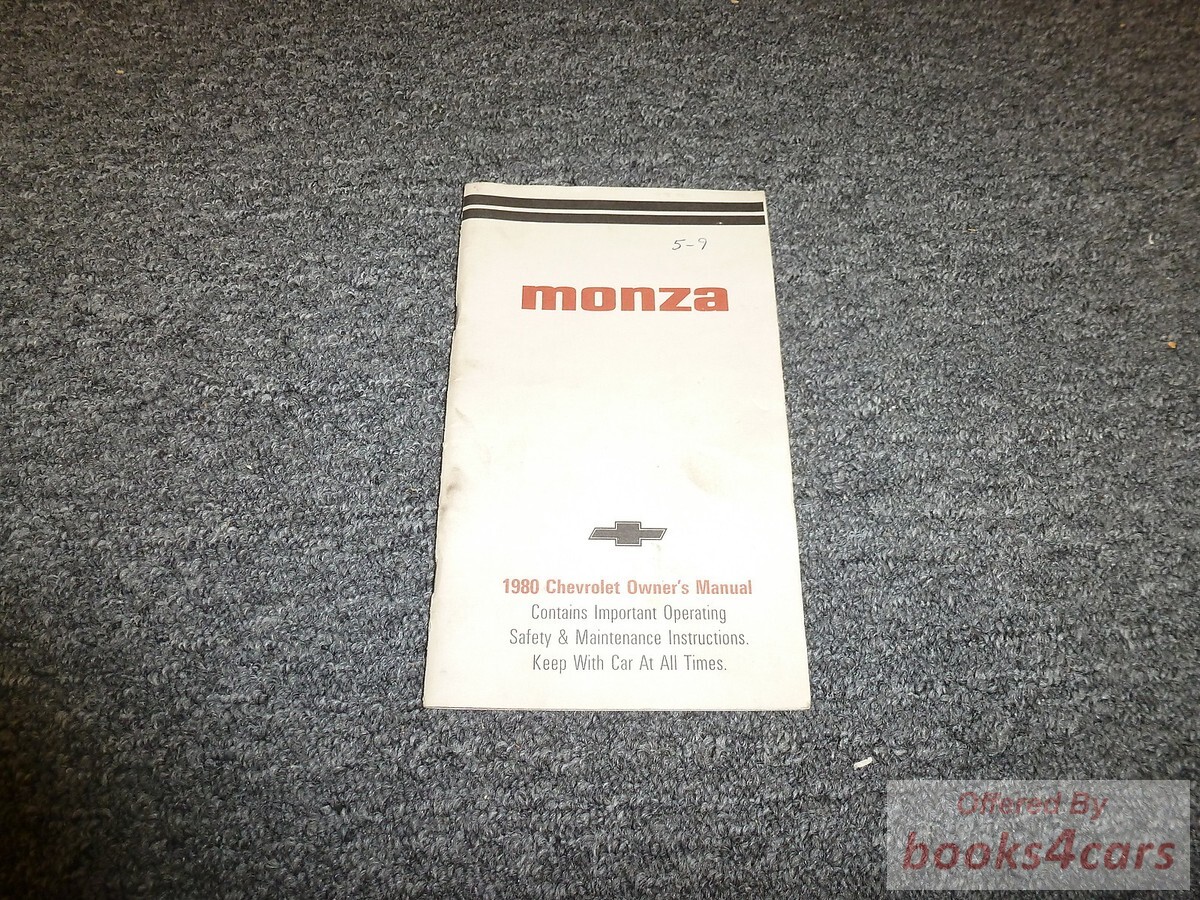 5-9
monza
1980 Chevrolet Owner's Manual
Contains Important Operating
Safety & Maintenance Instructions.
Keep With Car At All Times.
Offered By
books4cars